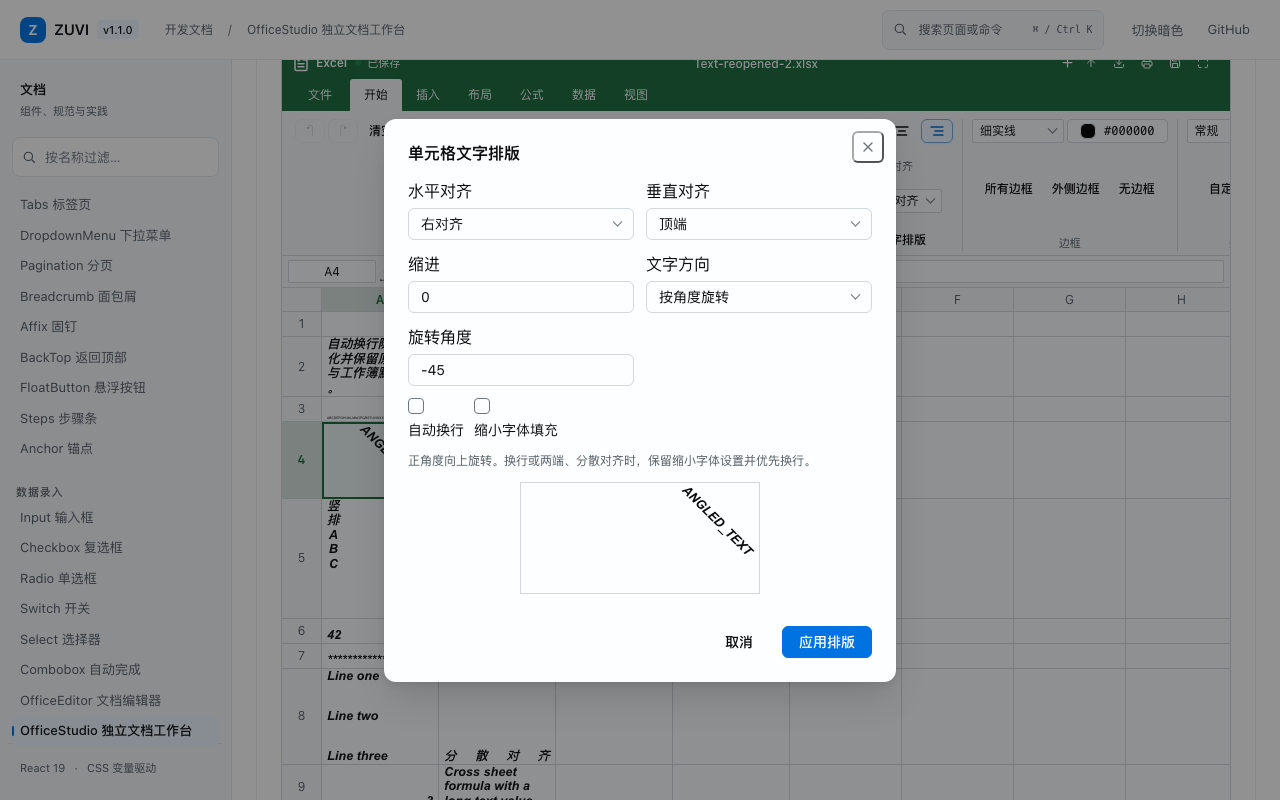 Z ZUVI v1.1.0 开发文档 / OfficeStudio 独立文档工作台 搜索页面或命令 ⌘ / Ctrl K 切换暗色 GitHub
文档
组件、规范与实践
按名称过滤...
Tabs 标签页
DropdownMenu 下拉菜单
Pagination 分页
Breadcrumb 面包屑
Affix 固钉
BackTop 返回顶部
FloatButton 悬浮按钮
Steps 步骤条
Anchor 锚点
数据录入
Input 输入框
Checkbox 复选框
Radio 单选框
Switch 开关
Select 选择器
Combobox 自动完成
OfficeEditor 文档编辑器
OfficeStudio 独立文档工作台
React 19 · CSS 变量驱动
Excel 已保存 Text-reopened-2.xlsx
文件 开始 插入 布局 公式 数据 视图
细实线 #000000 常规
所有边框 外侧边框 无边框
边框
A4
F G H
1
2
自动换行
3
4
5
竖
排
A
B
C
6 42
7 ************
8
Line one
Line two
Line three
分 散 对 齐
9
Cross sheet
formula with a
单元格文字排版
水平对齐 垂直对齐
右对齐 顶端
缩进 文字方向
0 按角度旋转
旋转角度
-45
自动换行 缩小字体填充
正角度向上旋转。换行或两端、分散对齐时，保留缩小字体设置并优先换行。
ANGLED_TEXT
取消 应用排版